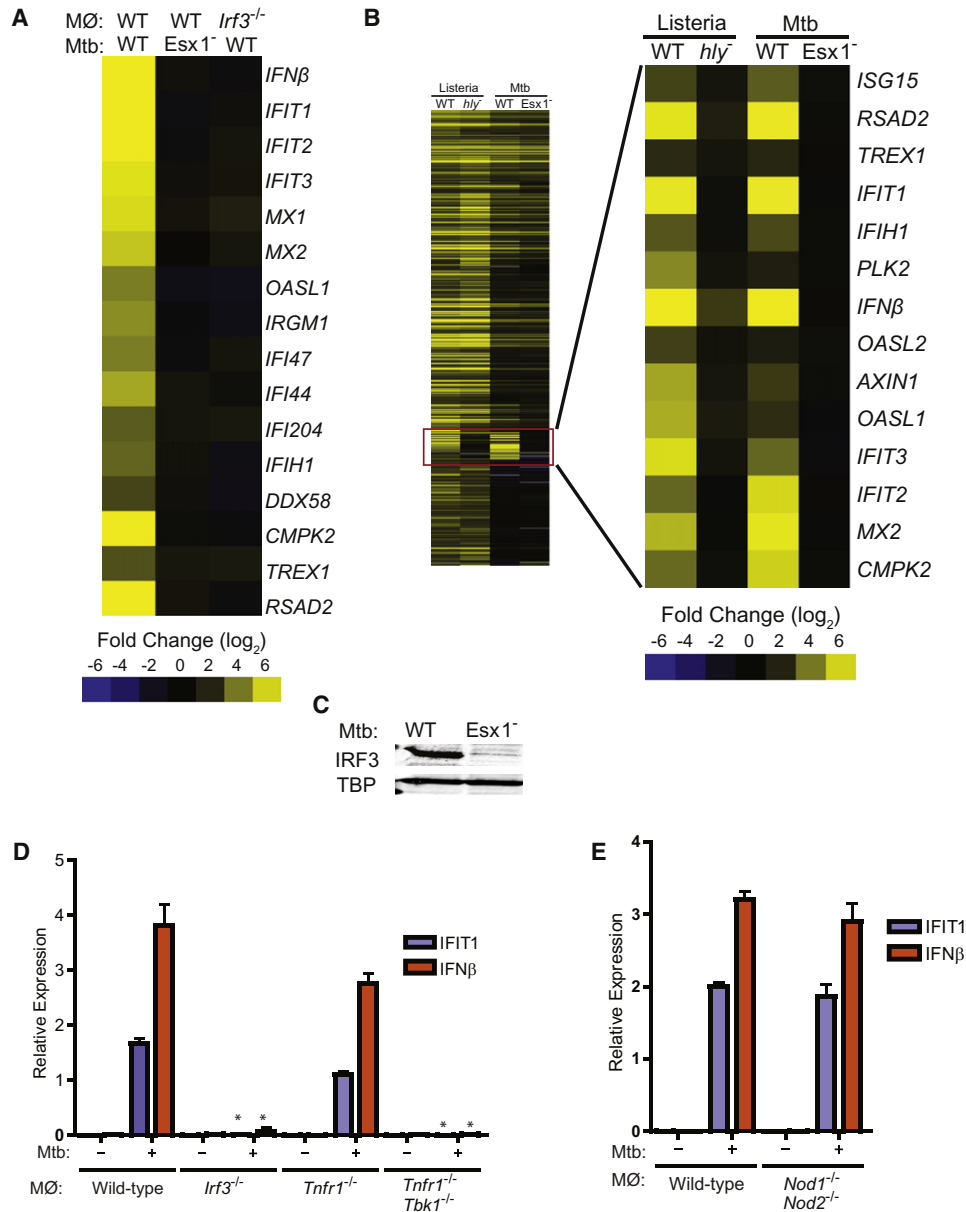 A
MØ: WT WT Irf3-/-
Mtb: WT Esx1- WT
IFNβ
IFIT1
IFIT2
IFIT3
MX1
MX2
OASL1
IRGM1
IFI47
IFI44
IFI204
IFIH1
DDX58
CMPK2
TREX1
RSAD2
Fold Change (log2)
-6 -4 -2 0 2 4 6
B
Listeria Mtb
WT hly- WT Esx1-
Listeria Mtb
WT hly- WT Esx1-
ISG15
RSAD2
TREX1
IFIT1
IFIH1
PLK2
IFNβ
OASL2
AXIN1
OASL1
IFIT3
IFIT2
MX2
CMPK2
Fold Change (log2)
-6 -4 -2 0 2 4 6
C
Mtb: WT Esx1-
IRF3
TBP
D
Relative Expression
5
4
3
2
1
0
IFIT1
IFNβ
* * * *
Mtb: – + – + – + – +
MØ: Wild-type Irf3-/- Tnfr1-/- Tnfr1-/-
Tbk1-/-
E
Relative Expression
4
3
2
1
0
IFIT1
IFNβ
Mtb: – + – +
MØ: Wild-type Nod1-/-
Nod2-/-